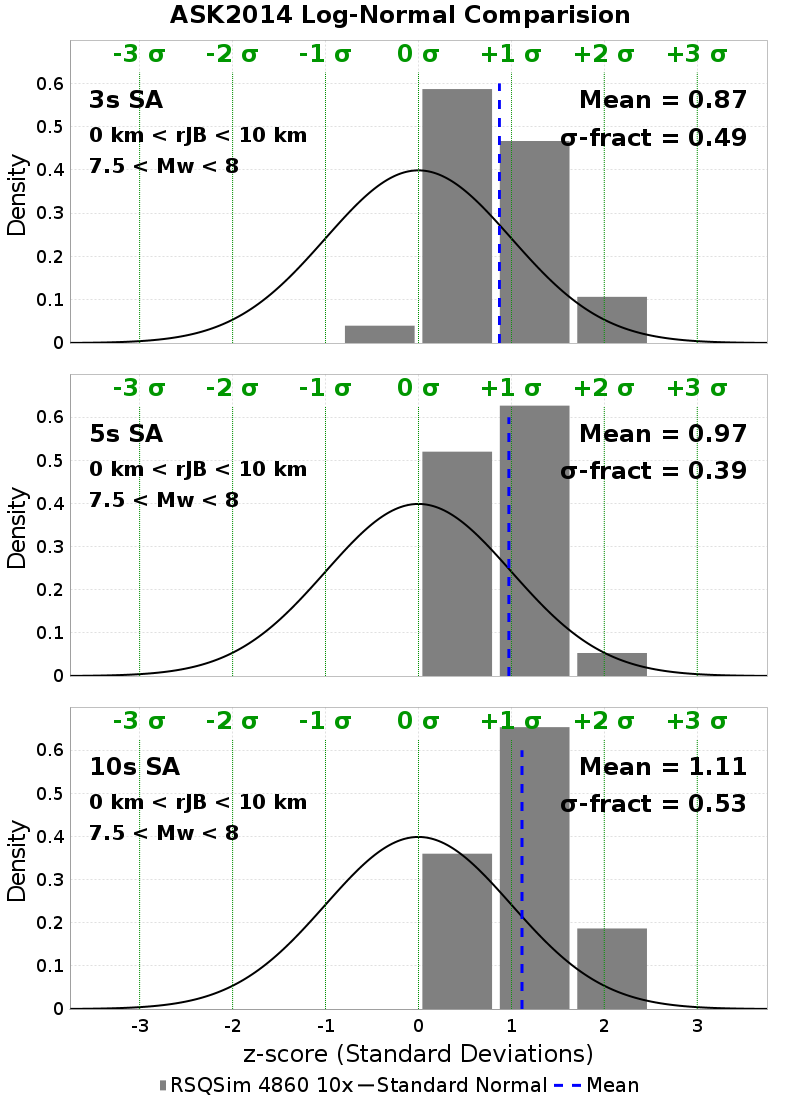 ASK2014 Log-Normal Comparision
-3 σ -2 σ -1 σ 0 σ +1 σ +2 σ +3 σ
3s SA
0 km < rJB < 10 km
7.5 < Mw < 8
Mean = 0.87
σ-fract = 0.49
Density
0.6
0.5
0.4
0.3
0.2
0.1
0
-3 σ -2 σ -1 σ 0 σ +1 σ +2 σ +3 σ
5s SA
0 km < rJB < 10 km
7.5 < Mw < 8
Mean = 0.97
σ-fract = 0.39
Density
0.6
0.5
0.4
0.3
0.2
0.1
0
-3 σ -2 σ -1 σ 0 σ +1 σ +2 σ +3 σ
10s SA
0 km < rJB < 10 km
7.5 < Mw < 8
Mean = 1.11
σ-fract = 0.53
Density
0.6
0.5
0.4
0.3
0.2
0.1
0
-3 -2 -1 0 1 2 3
z-score (Standard Deviations)
RSQSim 4860 10x Standard Normal Mean